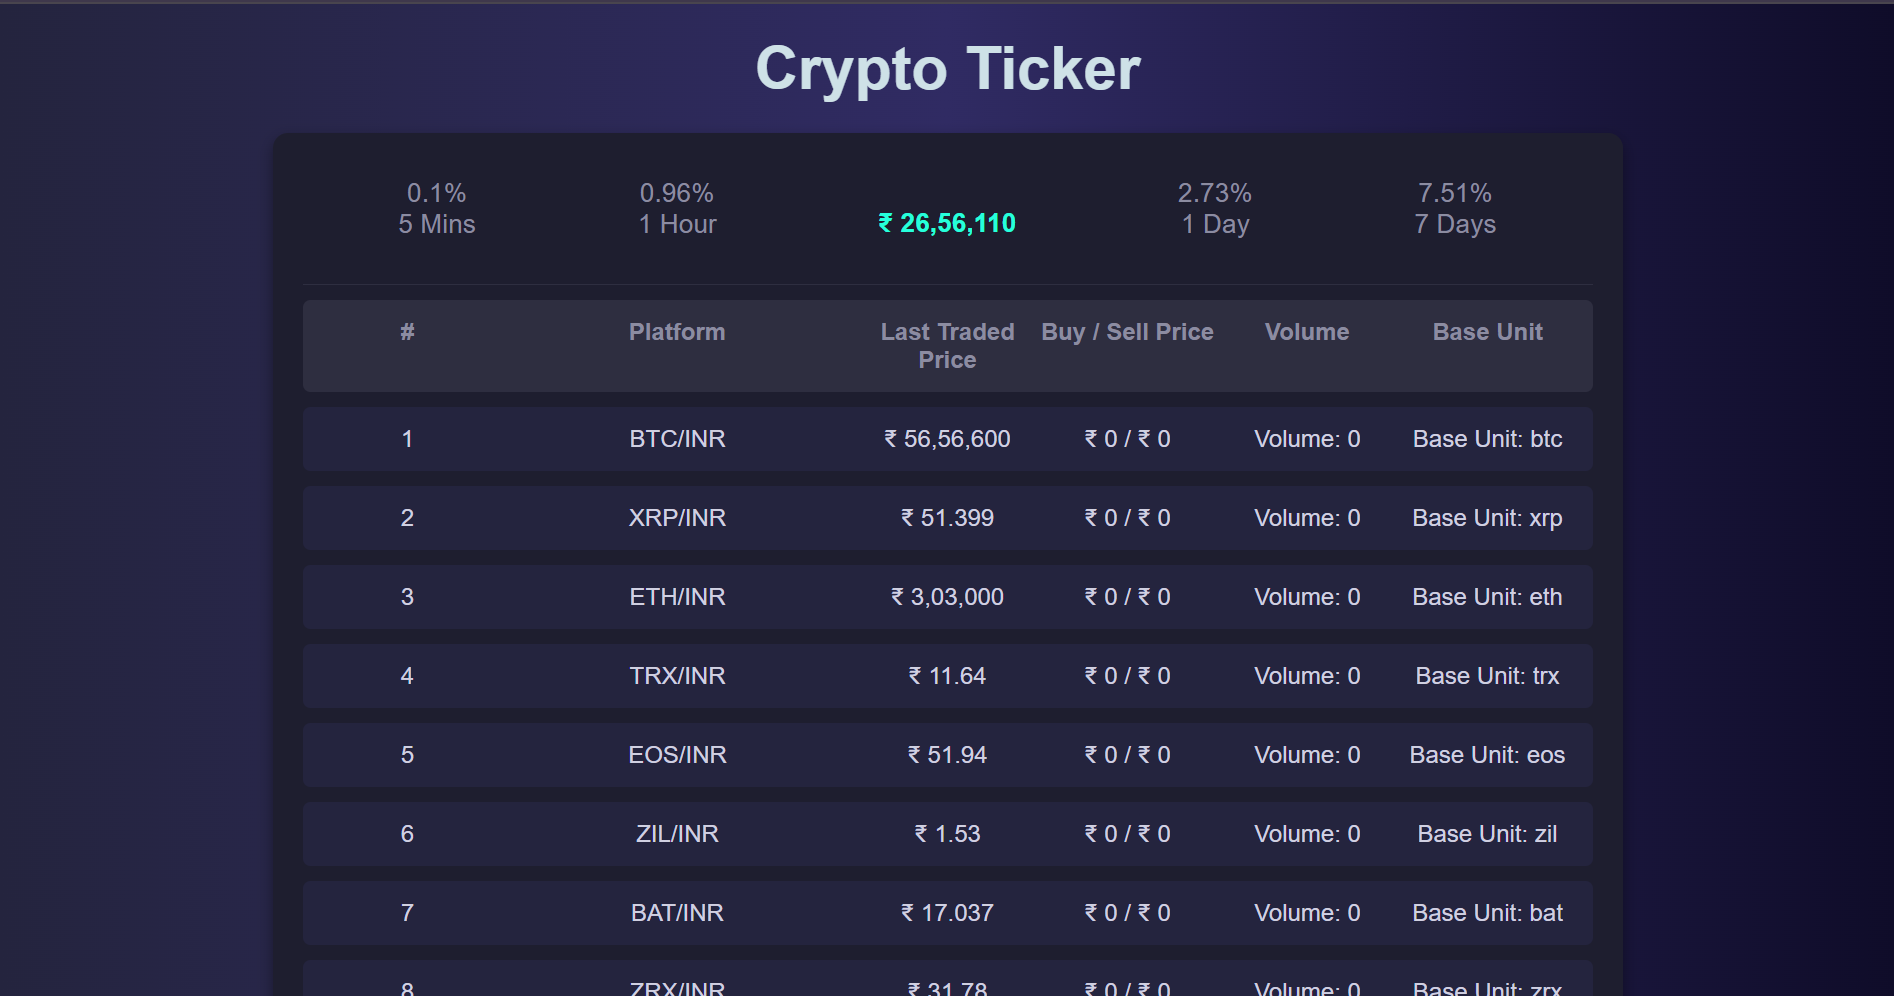 Crypto Ticker
0.1% 0.96% 2.73% 7.51%
5 Mins 1 Hour ₹ 26,56,110 1 Day 7 Days
# Platform Last Traded Price Buy / Sell Price Volume Base Unit
1 BTC/INR ₹ 56,56,600 ₹ 0 / ₹ 0 Volume: 0 Base Unit: btc
2 XRP/INR ₹ 51.399 ₹ 0 / ₹ 0 Volume: 0 Base Unit: xrp
3 ETH/INR ₹ 3,03,000 ₹ 0 / ₹ 0 Volume: 0 Base Unit: eth
4 TRX/INR ₹ 11.64 ₹ 0 / ₹ 0 Volume: 0 Base Unit: trx
5 EOS/INR ₹ 51.94 ₹ 0 / ₹ 0 Volume: 0 Base Unit: eos
6 ZIL/INR ₹ 1.53 ₹ 0 / ₹ 0 Volume: 0 Base Unit: zil
7 BAT/INR ₹ 17.037 ₹ 0 / ₹ 0 Volume: 0 Base Unit: bat
8 ZRX/INR ₹ 31.78 ₹ 0 / ₹ 0 Volume: 0 Base Unit: zrx